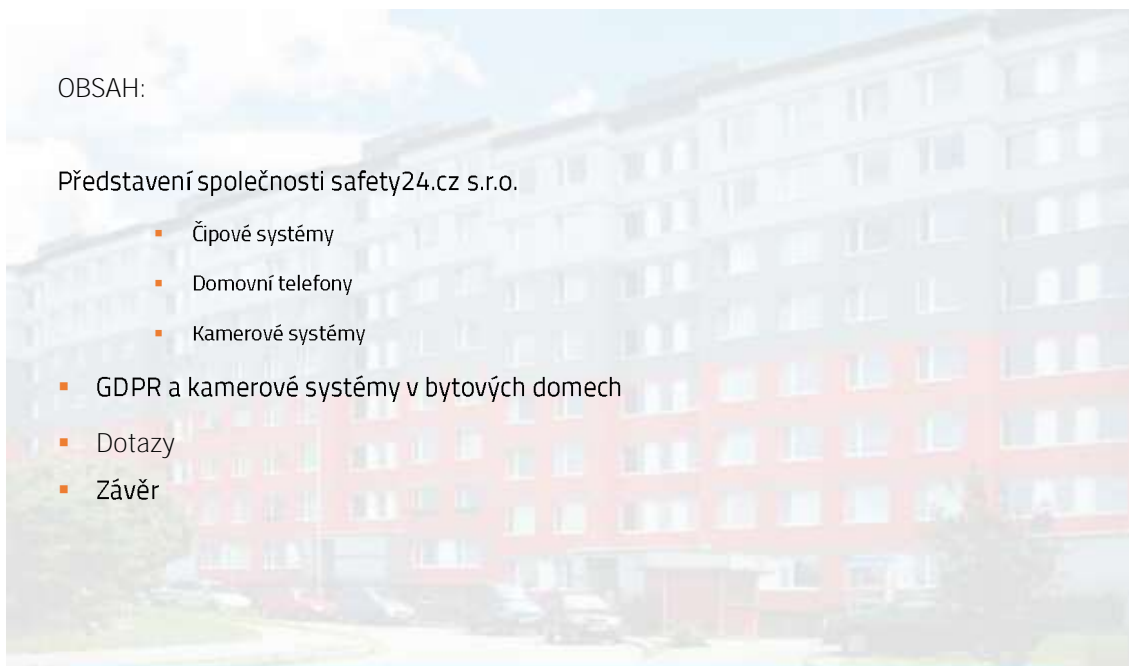 OBSAH:
Představení společnosti safety24.cz s.r.o.
▪ Čipové systémy
▪ Domovní telefony
▪ Kamerové systémy
▪ GDPR a kamerové systémy v bytových domech
▪ Dotazy
▪ Závěr